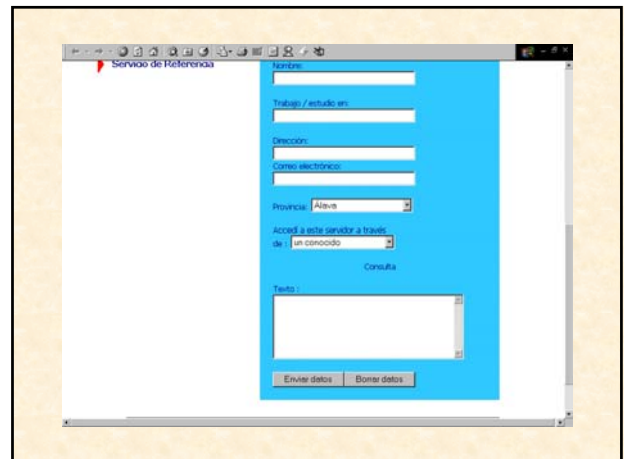 Servicio de Referencia
Nombre:
Trabajo / estudio en:
Dirección:
Correo electrónico:
Provincia: Álava
Accedí a este servidor a través
de : un conocido
Consulta
Texto :
Enviar datos Borrar datos